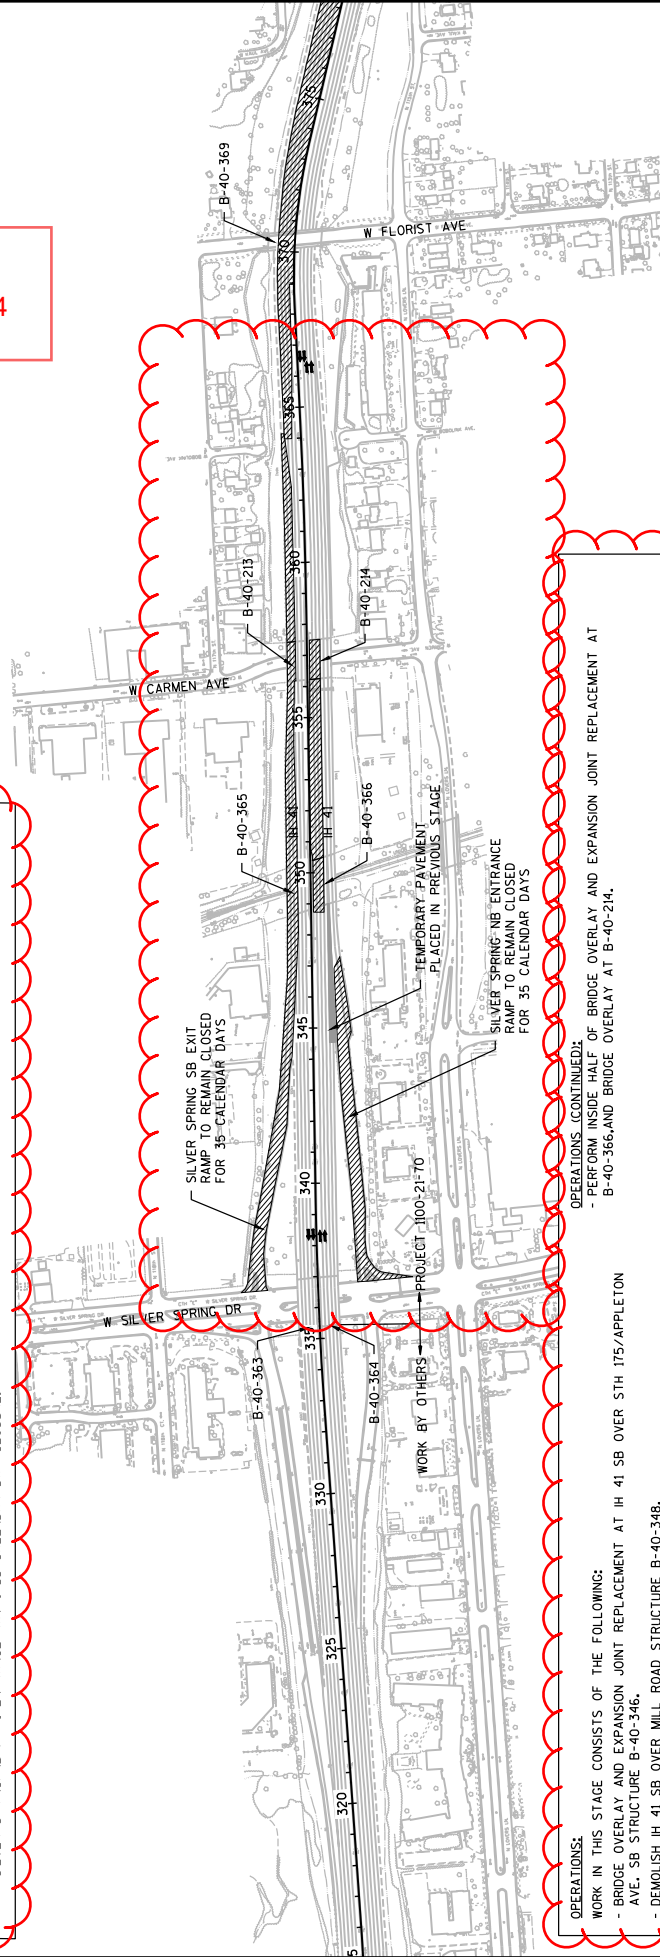 4
375
B-40-369
W FLORIST AVE
370
365
360
B-40-213
B-40-214
W CARMEN AVE
355
B-40-365
IH 41
IH 41
B-40-366
350
TEMPORARY PAVEMENT
PLACED IN PREVIOUS STAGE
SILVER SPRING NB ENTRANCE
RAMP TO REMAIN CLOSED
FOR 35 CALENDAR DAYS
345
SILVER SPRING SB EXIT
RAMP TO REMAIN CLOSED
FOR 35 CALENDAR DAYS
340
PROJECT 1100-21-70
W SILVER SPRING DR
335
B-40-363
B-40-364
WORK BY OTHERS
330
325
320
5
OPERATIONS:
WORK IN THIS STAGE CONSISTS OF THE FOLLOWING:
- BRIDGE OVERLAY AND EXPANSION JOINT REPLACEMENT AT IH 41 SB OVER STH 175/APPLETON
AVE. SB STRUCTURE B-40-346.
- DEMOLISH IH 41 SB OVER MILL ROAD STRUCTURE B-40-348.
OPERATIONS (CONTINUED):
- PERFORM INSIDE HALF OF BRIDGE OVERLAY AND EXPANSION JOINT REPLACEMENT AT
B-40-366.AND BRIDGE OVERLAY AT B-40-214.